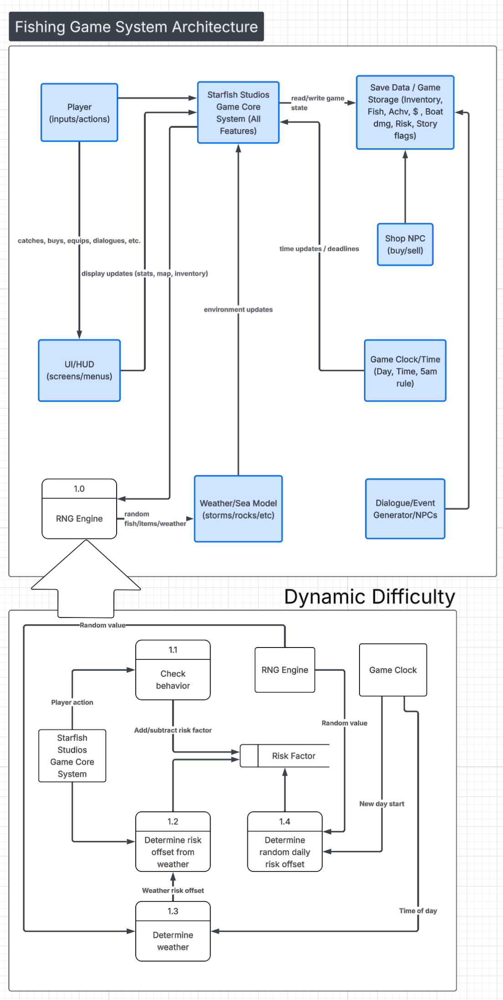 Fishing Game System Architecture
Player
(inputs/actions)
Starfish Studios
Game Core
System (All
Features)
read/write game
state
Save Data / Game
Storage (Inventory,
Fish, Achv, $ , Boat
dmg, Risk, Story
flags)
catches, buys, equips, dialogues, etc.
Shop NPC
(buy/sell)
time updates / deadlines
display updates (stats, map, inventory)
environment updates
UI/HUD
(screens/menus)
Game Clock/Time
(Day, Time, 5am
rule)
1.0
RNG Engine
random
fish/items/weather
Weather/Sea Model
(storms/rocks/etc)
Dialogue/Event
Generator/NPCs
Dynamic Difficulty
Random value
1.1
Check
behavior
RNG Engine
Game Clock
Player action
Random value
Add/subtract risk factor
Starfish
Studios
Game Core
System
Risk Factor
New day start
1.2
Determine risk
offset from
weather
1.4
Determine
random daily
risk offset
Weather risk offset
Time of day
1.3
Determine
weather